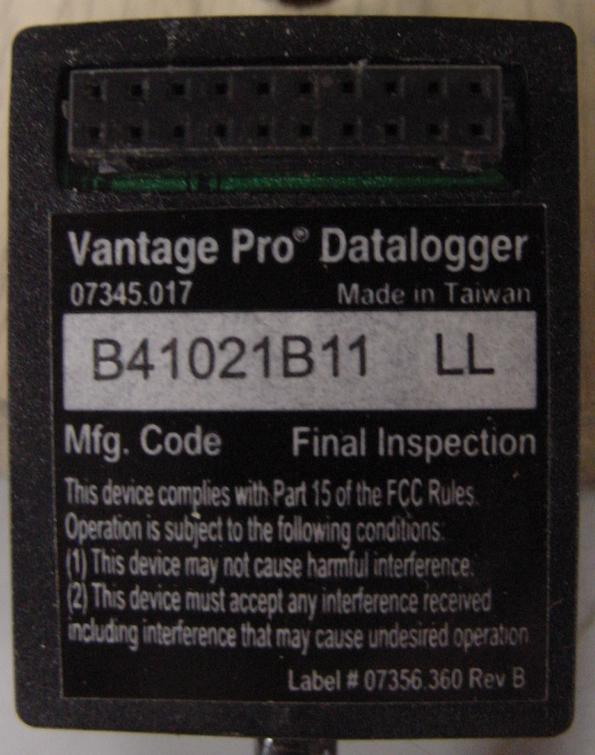 Vantage Pro® Datalogger
07345.017 Made in Taiwan
B41021B11 LL
Mfg. Code Final Inspection
This device complies with Part 15 of the FCC Rules.
Operation is subject to the following conditions:
(1) This device may not cause harmful interference.
(2) This device must accept any interference received
including interference that may cause undesired operation
Label # 07356.360 Rev B